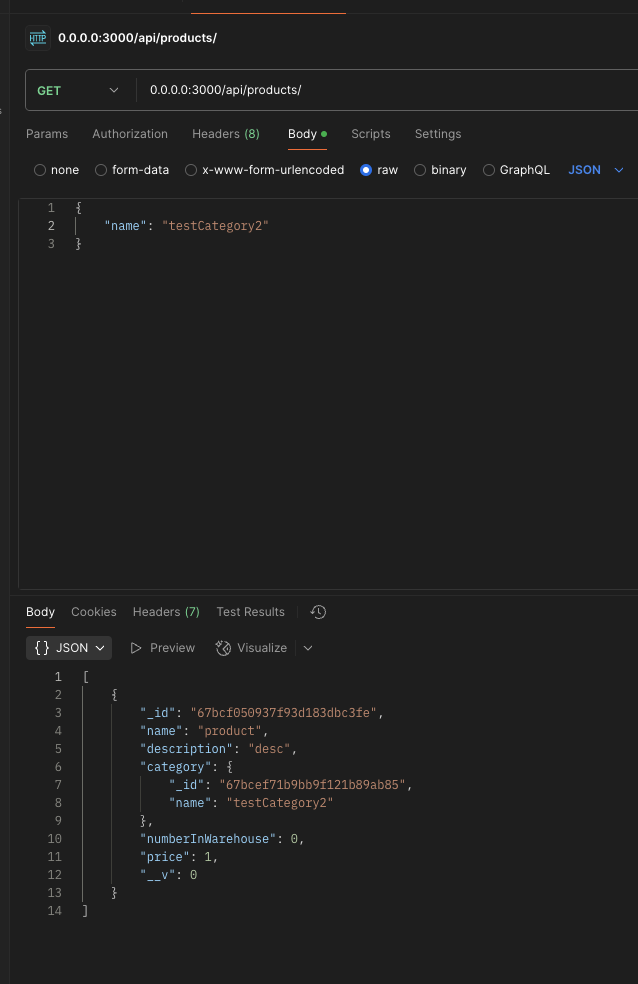 HTTP 0.0.0.0:3000/api/products/
GET 0.0.0.0:3000/api/products/
Params Authorization Headers (8) Body Scripts Settings
none form-data x-www-form-urlencoded raw binary GraphQL JSON
1 {
2 "name": "testCategory2"
3 }
Body Cookies Headers (7) Test Results
{} JSON Preview Visualize
1 [
2 {
3 "_id": "67bcf050937f93d183dbc3fe",
4 "name": "product",
5 "description": "desc",
6 "category": {
7 "_id": "67bcef71b9bb9f121b89ab85",
8 "name": "testCategory2"
9 },
10 "numberInWarehouse": 0,
11 "price": 1,
12 "__v": 0
13 }
14 ]